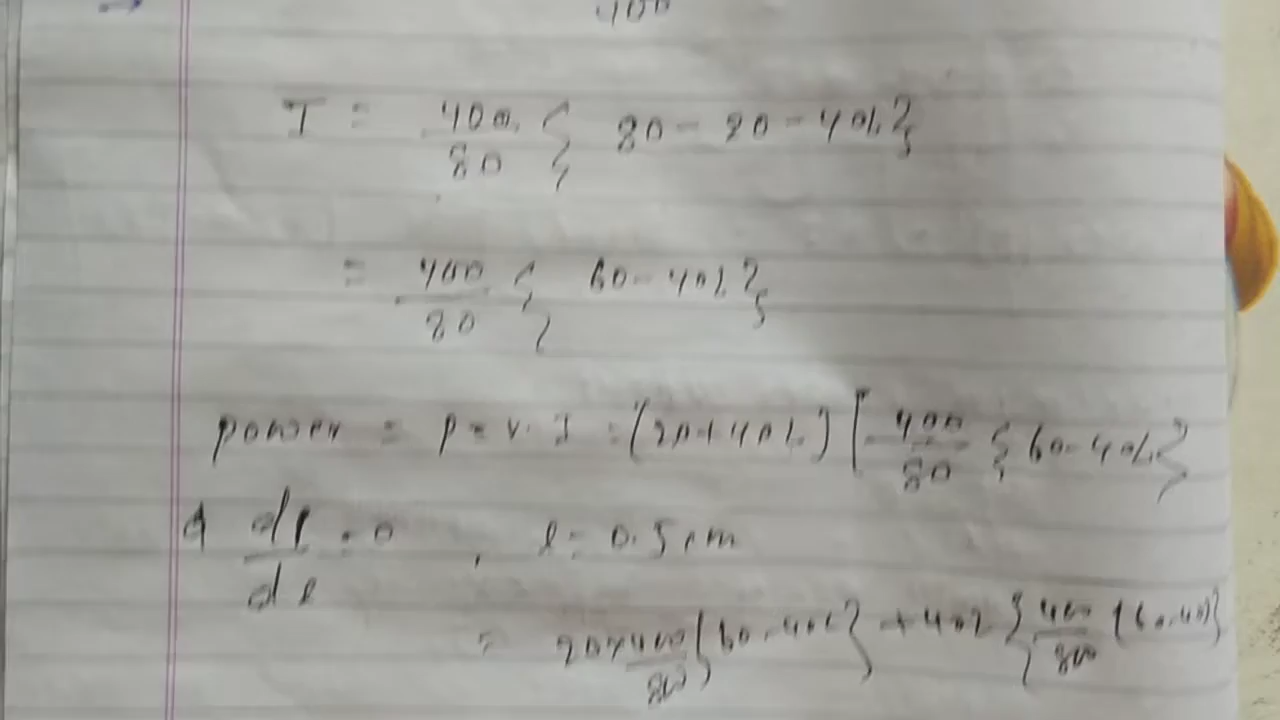 100
I = 400/80 { 80 - 20 - 40l }
= 400/80 { 60 - 40l }
power = P = V.I = (20+40l) [ 400/80 { 60-40l }
dP/dl = 0 , l = 0.5 cm
= 20×400/80 {60-40l} + 40l { 400/80 (60-40l }